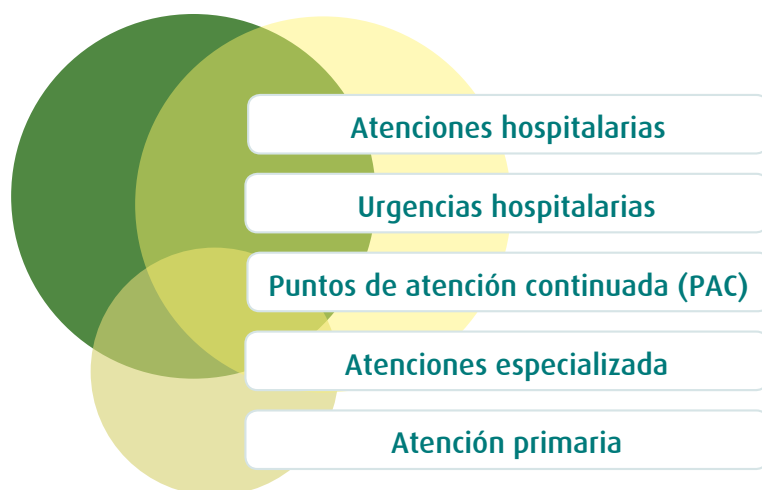 Atenciones hospitalarias
Urgencias hospitalarias
Puntos de atención continuada (PAC)
Atenciones especializada
Atención primaria